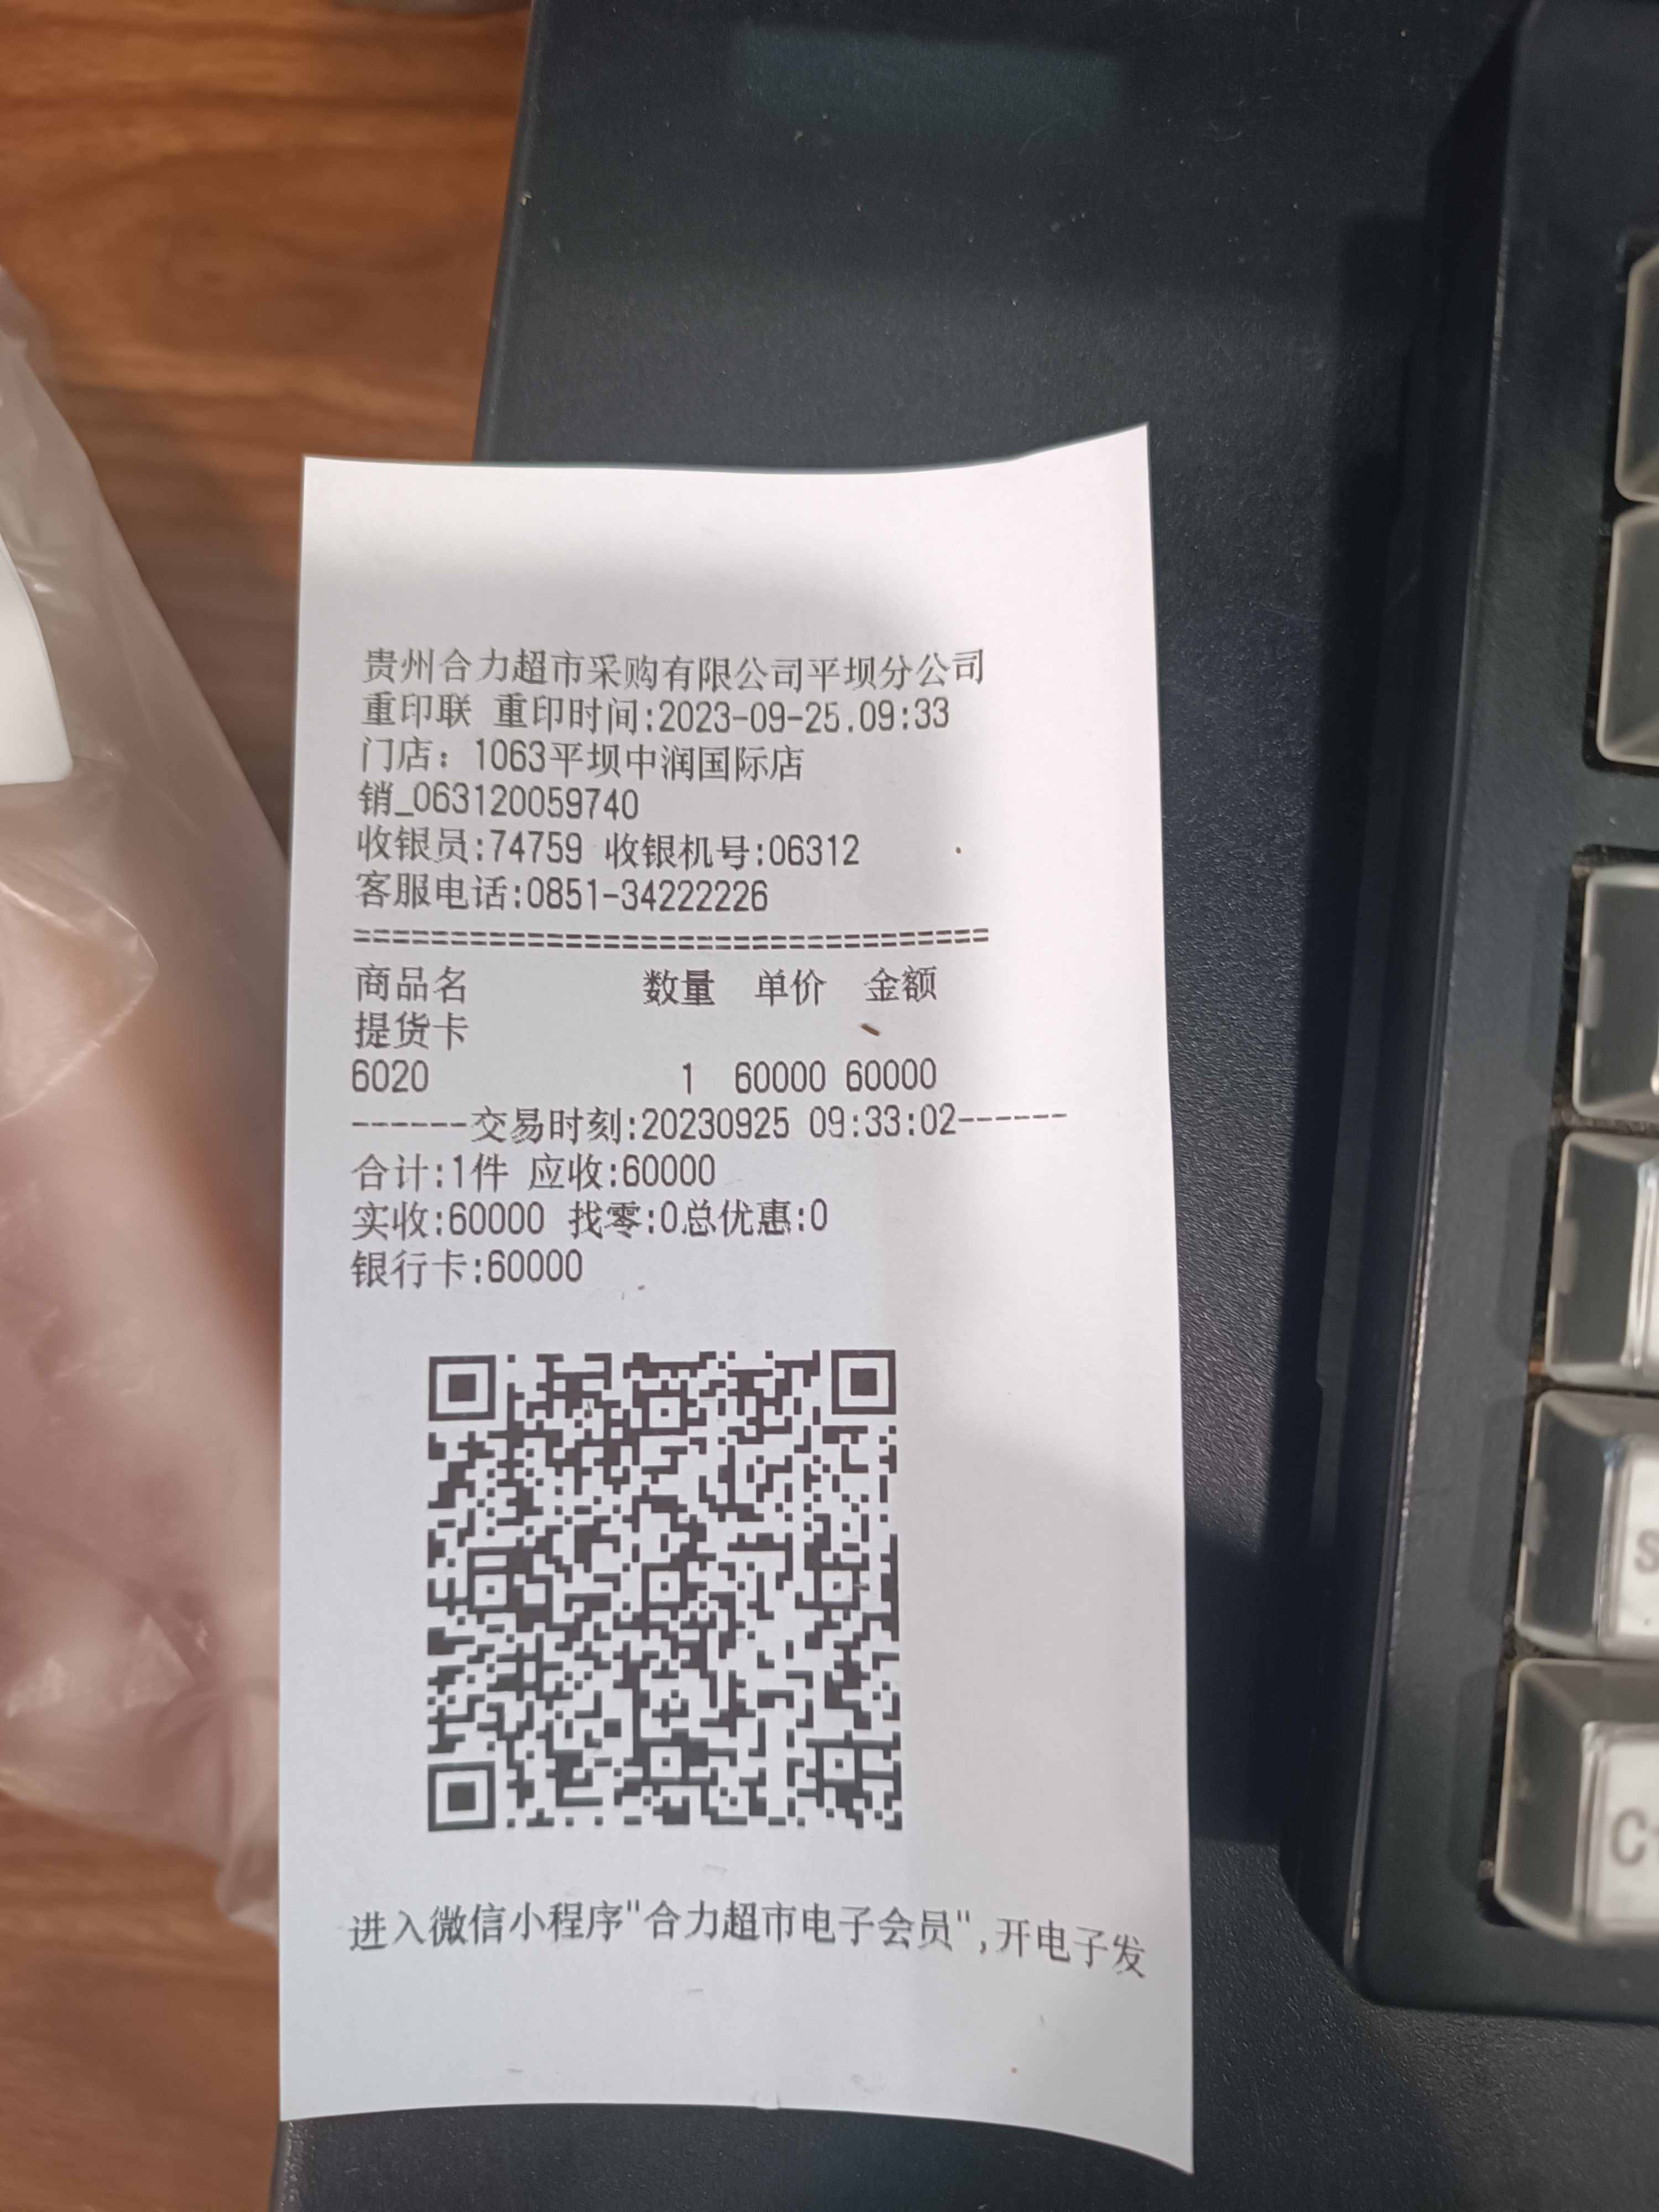 贵州合力超市采购有限公司平坝分公司
重印联 重印时间:2023-09-25.09:33
门店：1063平坝中润国际店
销_063120059740
收银员:74759 收银机号:06312
客服电话:0851-34222226
=================================
商品名 数量 单价 金额
提货卡
6020 1 60000 60000
------交易时刻:20230925 09:33:02------
合计:1件 应收:60000
实收:60000 找零:0总优惠:0
银行卡:60000
进入微信小程序"合力超市电子会员",开电子发
S